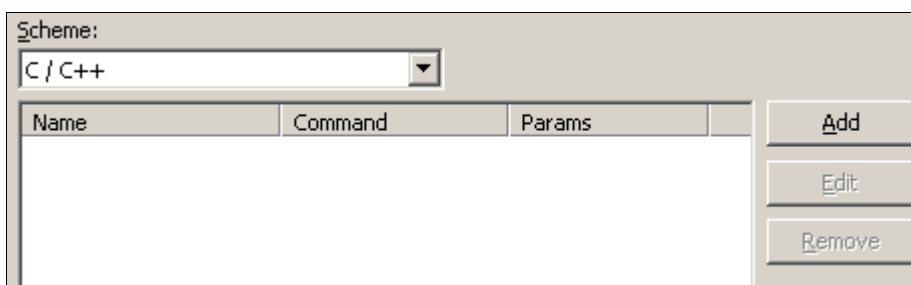 Scheme:
C / C++
Name Command Params
Add
Edit
Remove